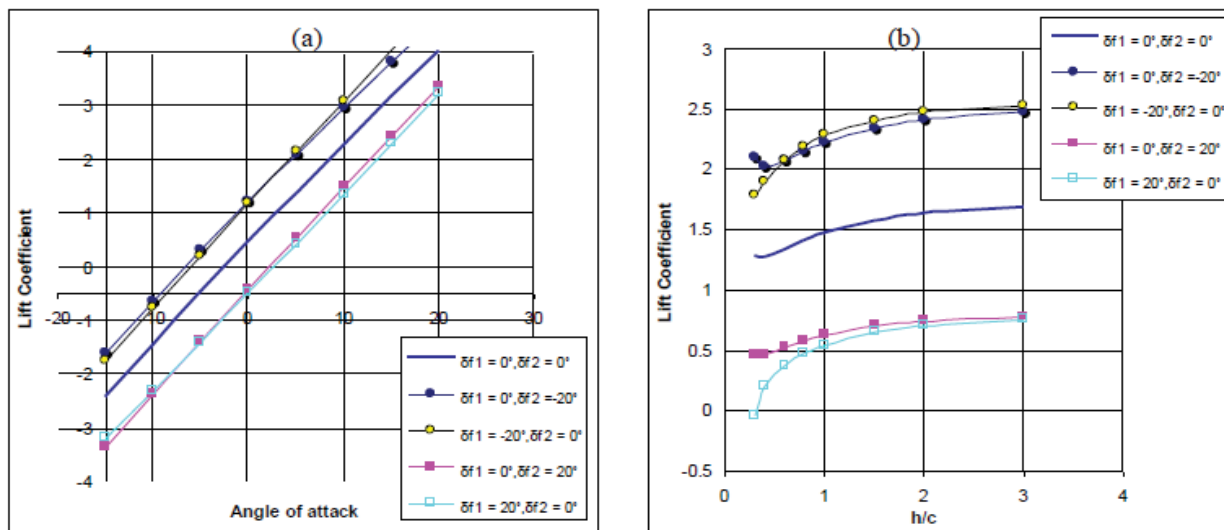 (a)
4
3
2
1
0
-1
-2
-3
-4
-20
-10
0
10
20
30
Lift Coefficient
Angle of attack
δf1 = 0°,δf2 = 0°
δf1 = 0°,δf2 =-20°
δf1 = -20°,δf2 = 0°
δf1 = 0°,δf2 = 20°
δf1 = 20°,δf2 = 0°
(b)
3
2.5
2
1.5
1
0.5
0
-0.5
0
1
2
3
4
Lift Coefficient
h/c
δf1 = 0°,δf2 = 0°
δf1 = 0°,δf2 =-20°
δf1 = -20°,δf2 = 0°
δf1 = 0°,δf2 = 20°
δf1 = 20°,δf2 = 0°